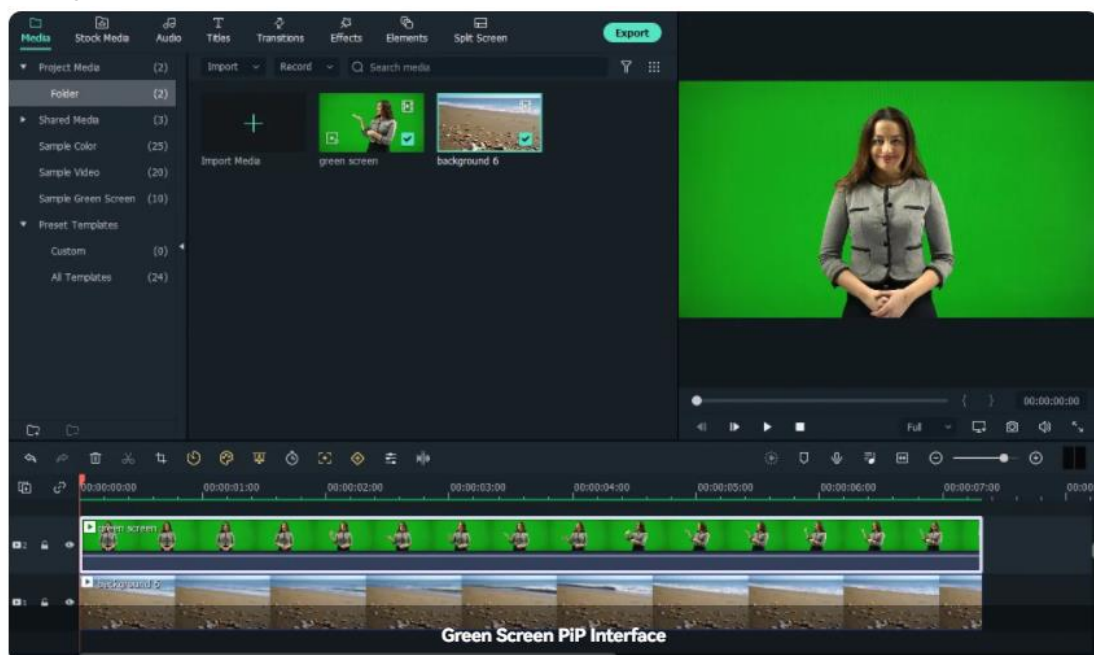 Media Stock Media Audio Titles Transitions Effects Elements Split Screen Export
Project Media (2)
Import Record Search media
Folder (2)
Shared Media (3)
Sample Color (25)
Import Media green screen background 6
Sample Video (20)
Sample Green Screen (10)
Preset Templates
Custom (0)
All Templates (24)
00:00:00:00
Full
00:00:00:00 00:00:01:00 00:00:02:00 00:00:03:00 00:00:04:00 00:00:05:00 00:00:06:00 00:00:07:00 00:00
green screen
2
background 6
1
Green Screen PiP Interface